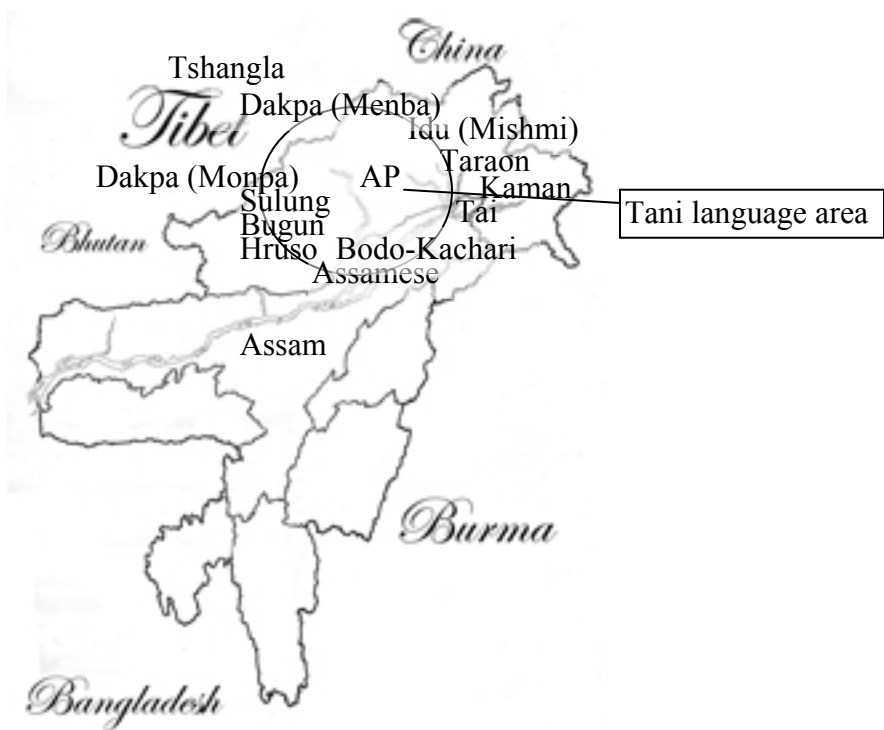 China
Tshangla
Tibet
Dakpa (Menba)
Idu (Mishmi)
Taraon
Dakpa (Monpa)
AP
Kaman
Sulung
Tai
Tani language area
Bugun
Bhutan
Hruso
Bodo-Kachari
Assamese
Assam
Burma
Bangladesh